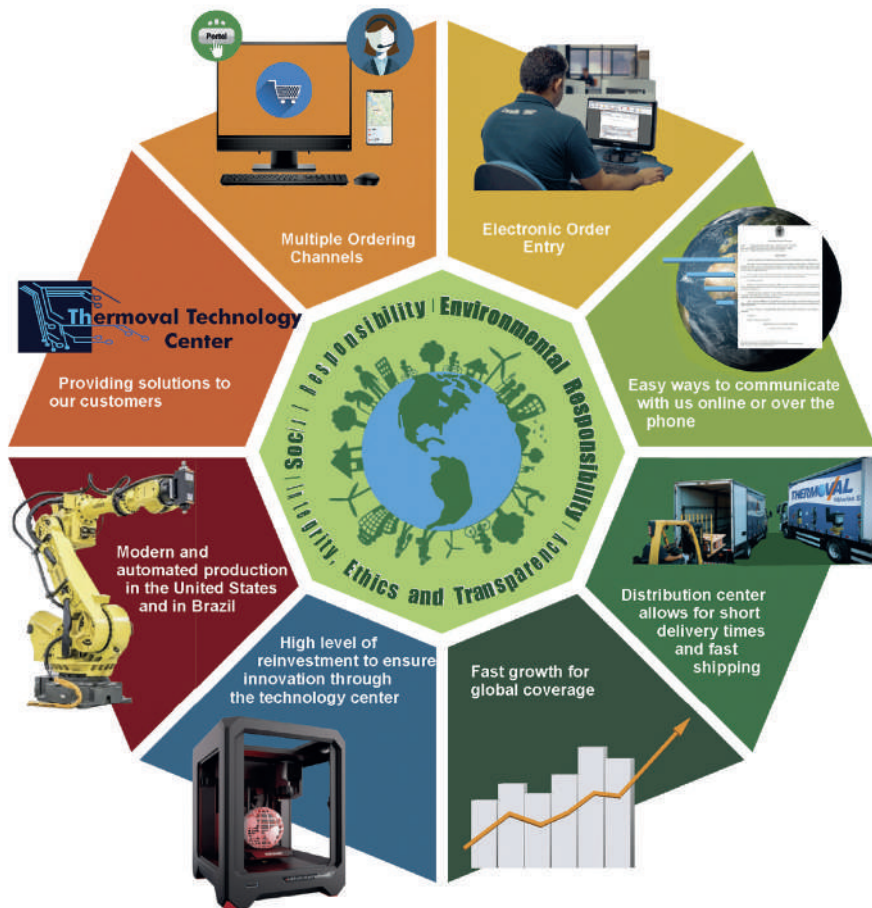 Portal
Multiple Ordering
Channels
Electronic Order
Entry
Thermoval Technology
Center
Providing solutions to
our customers
Easy ways to communicate
with us online or over the
phone
Social Responsibility | Environmental Responsibility | Integrity, Ethics and Transparency |
Modern and
automated production
in the United States
and in Brazil
THERMOVAL
Distribution center
allows for short
delivery times
and fast
shipping
High level of
reinvestment to ensure
innovation through
the technology center
Fast growth for
global coverage